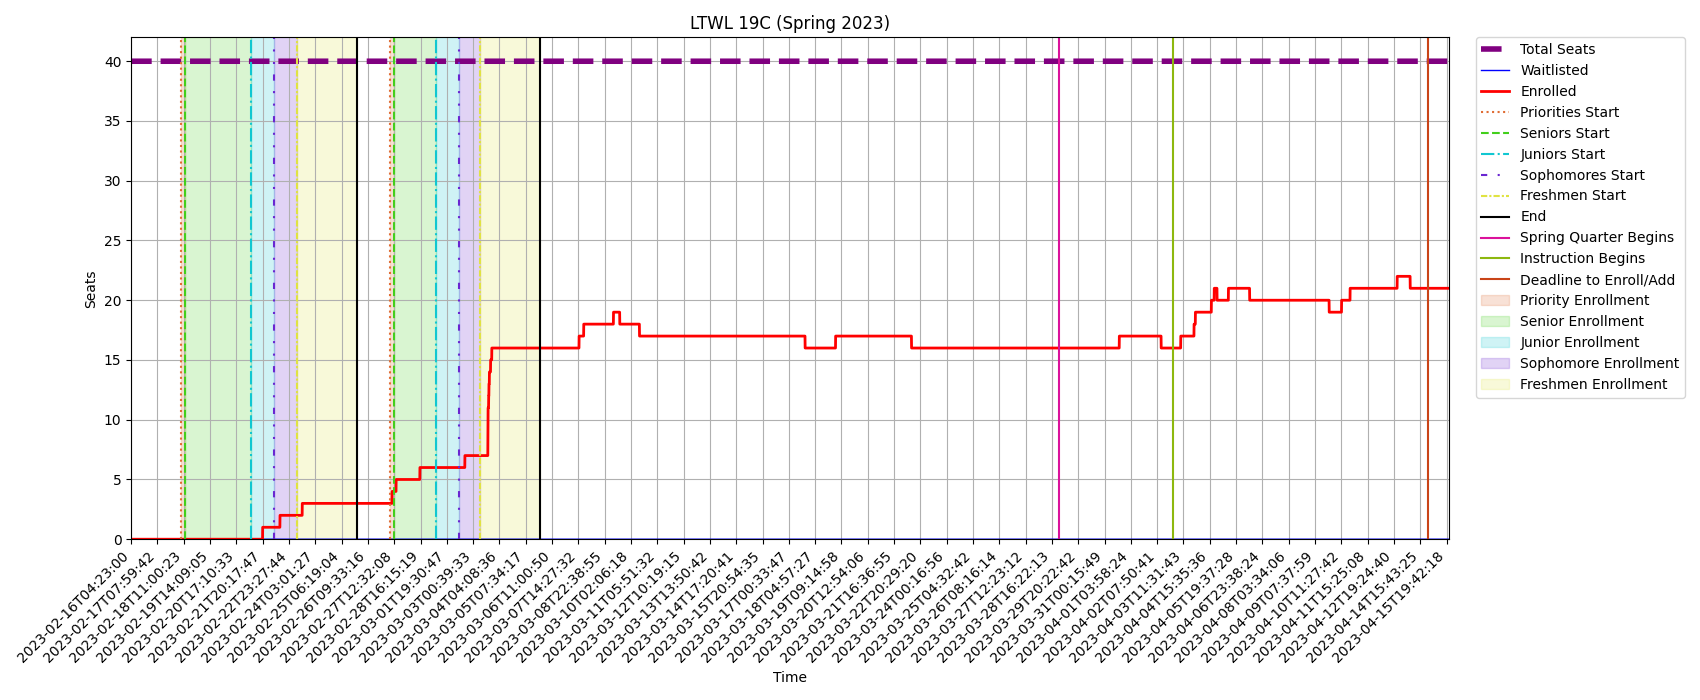 LTWL 19C (Spring 2023)
40
35
30
25
20
15
10
5
0
Seats
2023-02-16T04:23:00
2023-02-17T07:59:42
2023-02-18T11:00:23
2023-02-19T14:09:05
2023-02-20T17:10:33
2023-02-21T20:17:47
2023-02-22T23:27:44
2023-02-24T03:01:27
2023-02-25T06:19:04
2023-02-26T09:33:16
2023-02-27T12:32:08
2023-02-28T16:15:19
2023-03-01T19:30:47
2023-03-03T00:39:33
2023-03-04T04:08:36
2023-03-05T07:34:17
2023-03-06T11:00:50
2023-03-07T14:27:32
2023-03-08T22:38:55
2023-03-10T02:06:18
2023-03-11T05:51:32
2023-03-12T10:19:15
2023-03-13T13:50:42
2023-03-14T17:20:41
2023-03-15T20:54:35
2023-03-17T00:33:47
2023-03-18T04:57:27
2023-03-19T09:14:58
2023-03-20T12:54:06
2023-03-21T16:36:55
2023-03-22T20:29:20
2023-03-24T00:16:56
2023-03-25T04:32:42
2023-03-26T08:16:14
2023-03-27T12:23:12
2023-03-28T16:22:13
2023-03-29T20:22:42
2023-03-31T00:15:49
2023-04-01T03:58:24
2023-04-02T07:50:41
2023-04-03T11:31:43
2023-04-04T15:35:36
2023-04-05T19:37:28
2023-04-06T23:38:24
2023-04-08T03:34:06
2023-04-09T07:37:59
2023-04-10T11:27:42
2023-04-11T15:25:08
2023-04-12T19:24:40
2023-04-14T15:43:25
2023-04-15T19:42:18
Time
Total Seats
Waitlisted
Enrolled
Priorities Start
Seniors Start
Juniors Start
Sophomores Start
Freshmen Start
End
Spring Quarter Begins
Instruction Begins
Deadline to Enroll/Add
Priority Enrollment
Senior Enrollment
Junior Enrollment
Sophomore Enrollment
Freshmen Enrollment